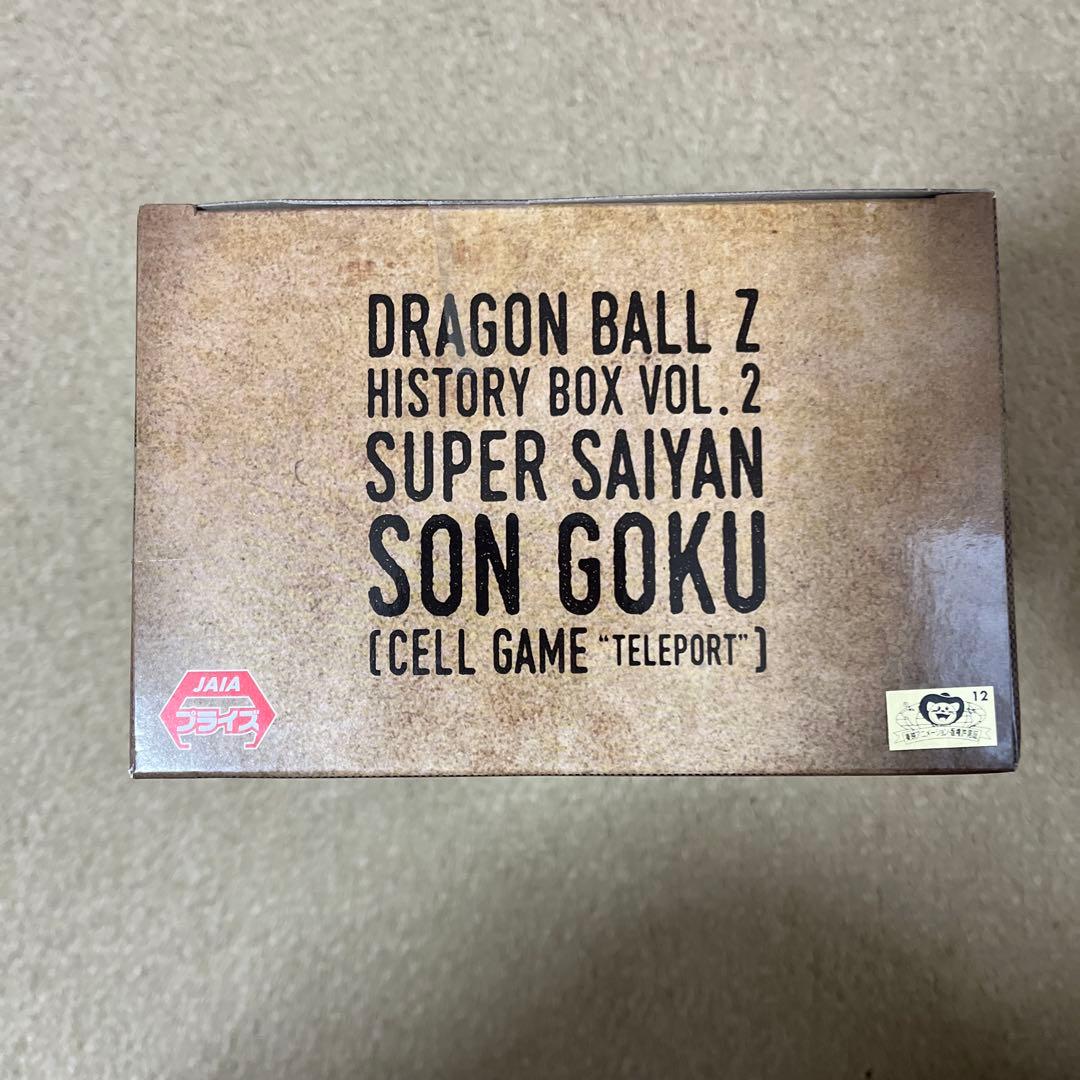 DRAGON BALL Z
HISTORY BOX VOL.2
SUPER SAIYAN
SON GOKU
(CELL GAME “TELEPORT”)
JAIA
プライズ
12